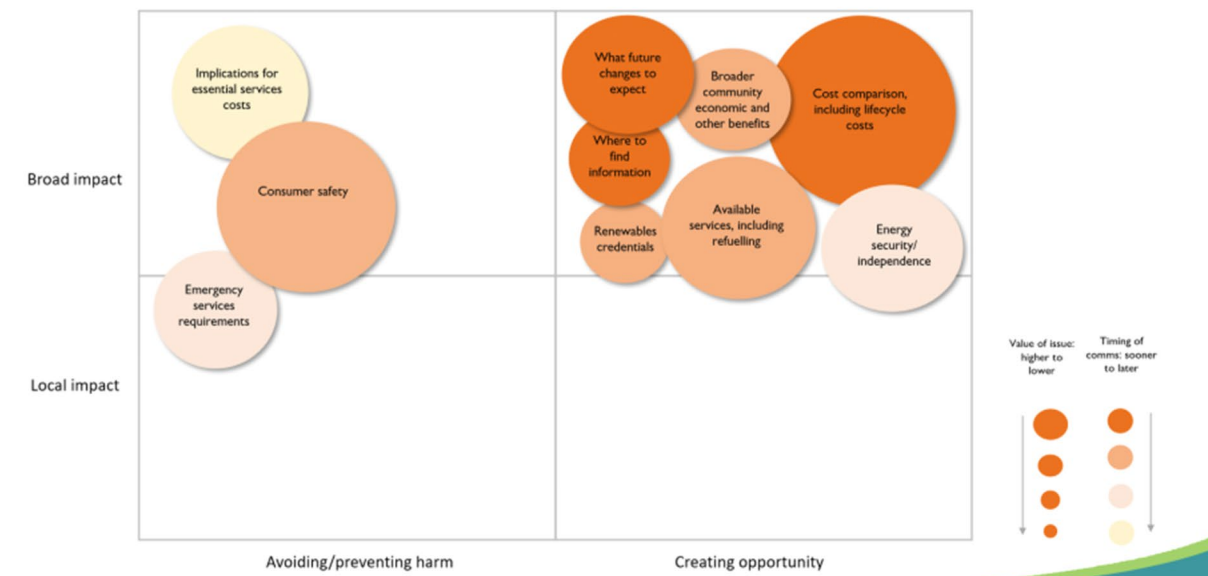 Implications for
essential services
costs
Consumer safety
Emergency
services
requirements
What future
changes to
expect
Broader
community
economic and
other benefits
Cost comparison,
including lifecycle
costs
Where to
find
information
Renewables
credentials
Available
services, including
refuelling
Energy
security/
independence
Broad impact
Local impact
Avoiding/preventing harm
Creating opportunity
Value of issue:
higher to
lower
Timing of
comms: sooner
to later